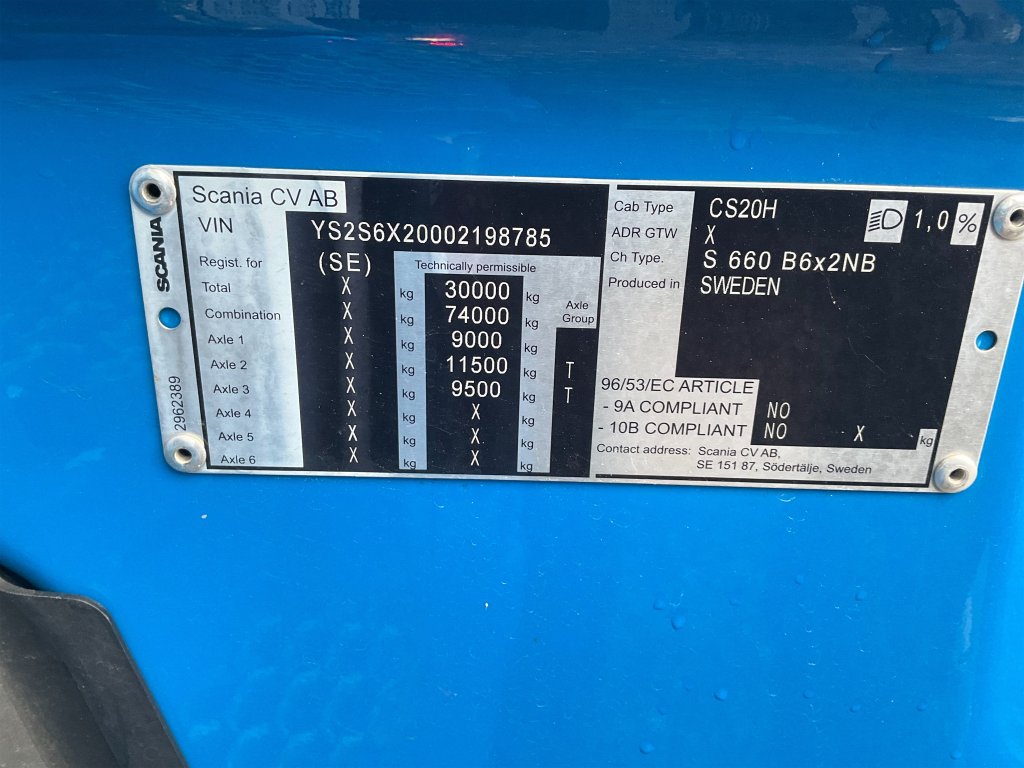 Scania CV AB
VIN YS2S6X20002198785
Regist. for (SE) Technically permissible
Total X kg 30000 kg Axle Group
Combination X kg 74000 kg
Axle 1 X kg 9000 kg
Axle 2 X kg 11500 kg T
Axle 3 X kg 9500 kg T
Axle 4 X kg X kg
Axle 5 X kg X kg
Axle 6 X kg X kg
SCANIA
2962389
Cab Type CS20H 1,0 %
ADR GTW X
Ch Type. S 660 B6x2NB
Produced in SWEDEN
96/53/EC ARTICLE
- 9A COMPLIANT NO
- 10B COMPLIANT NO X kg
Contact address: Scania CV AB,
SE 151 87, Södertälje, Sweden